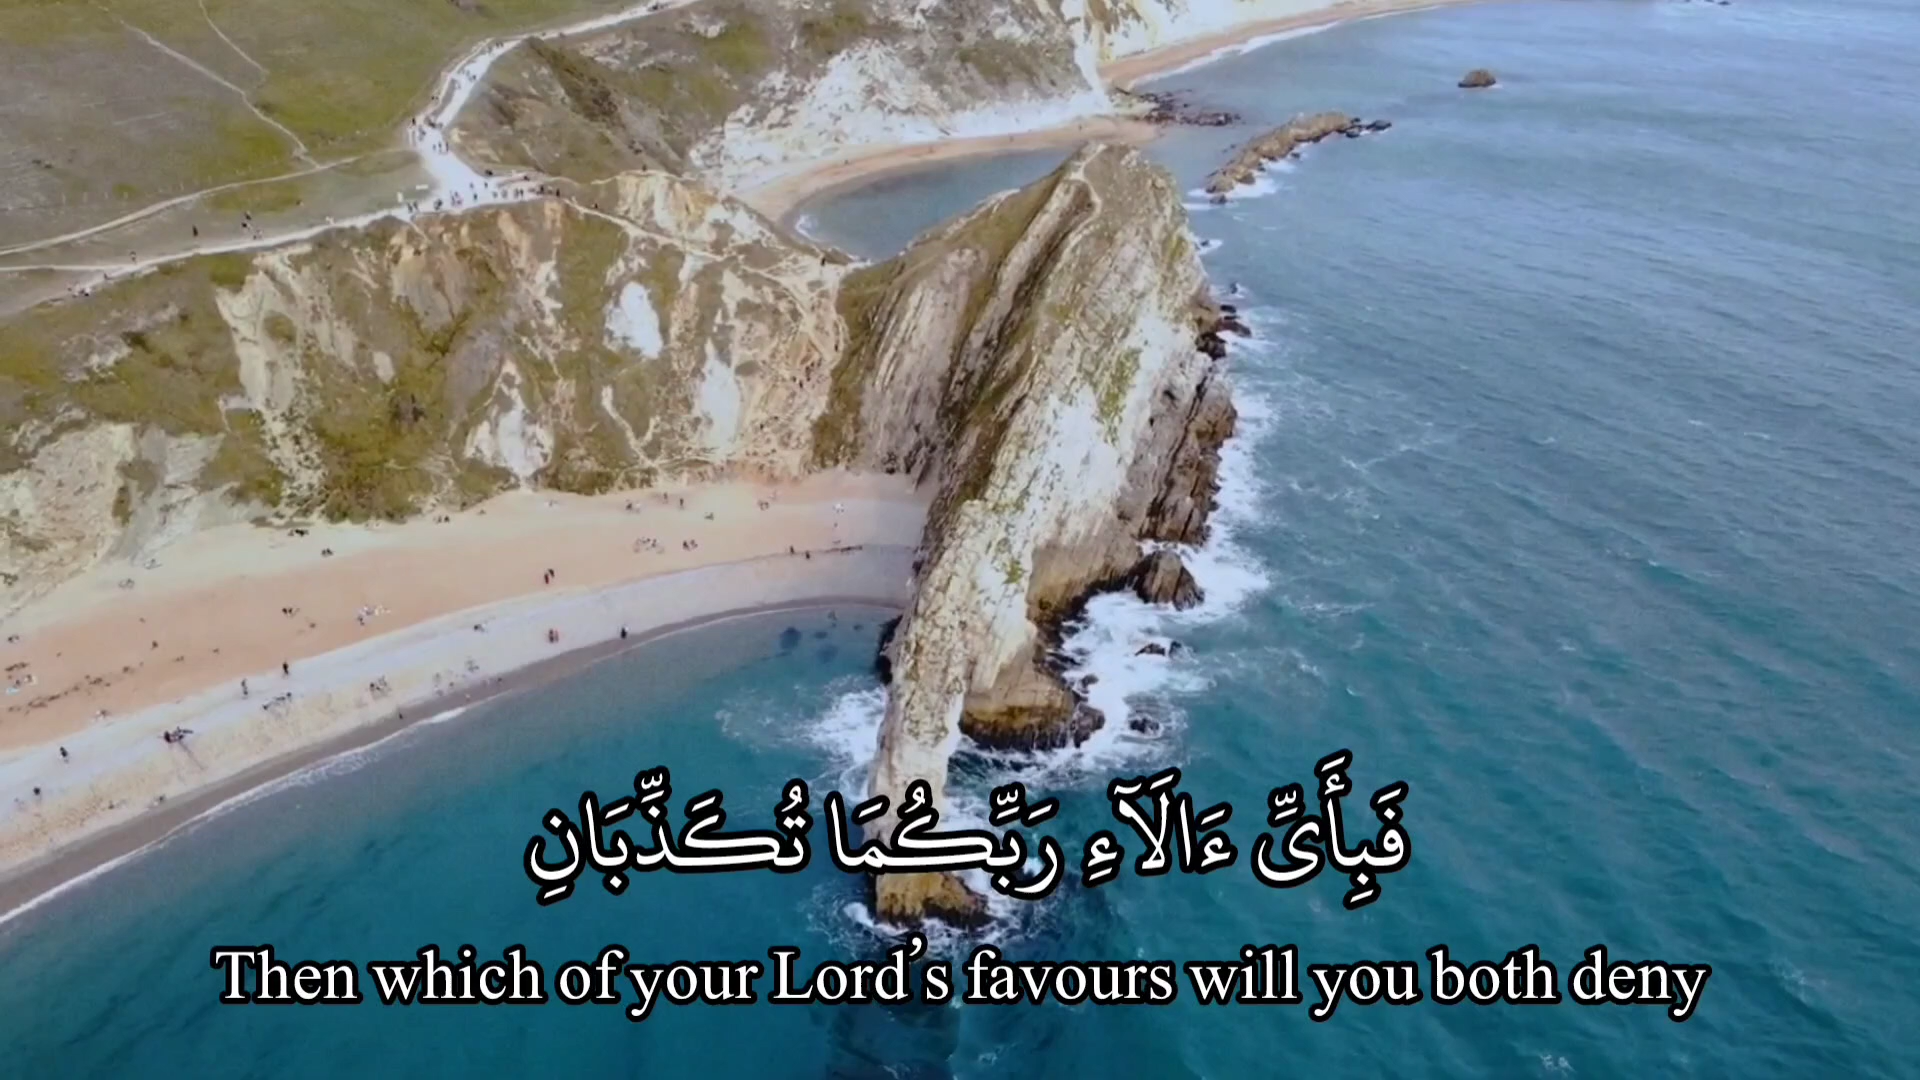 فَبِأَىِّ ءَالَآءِ رَبِّكُمَا تُكَذِّبَانِ
Then which of your Lord’s favours will you both deny